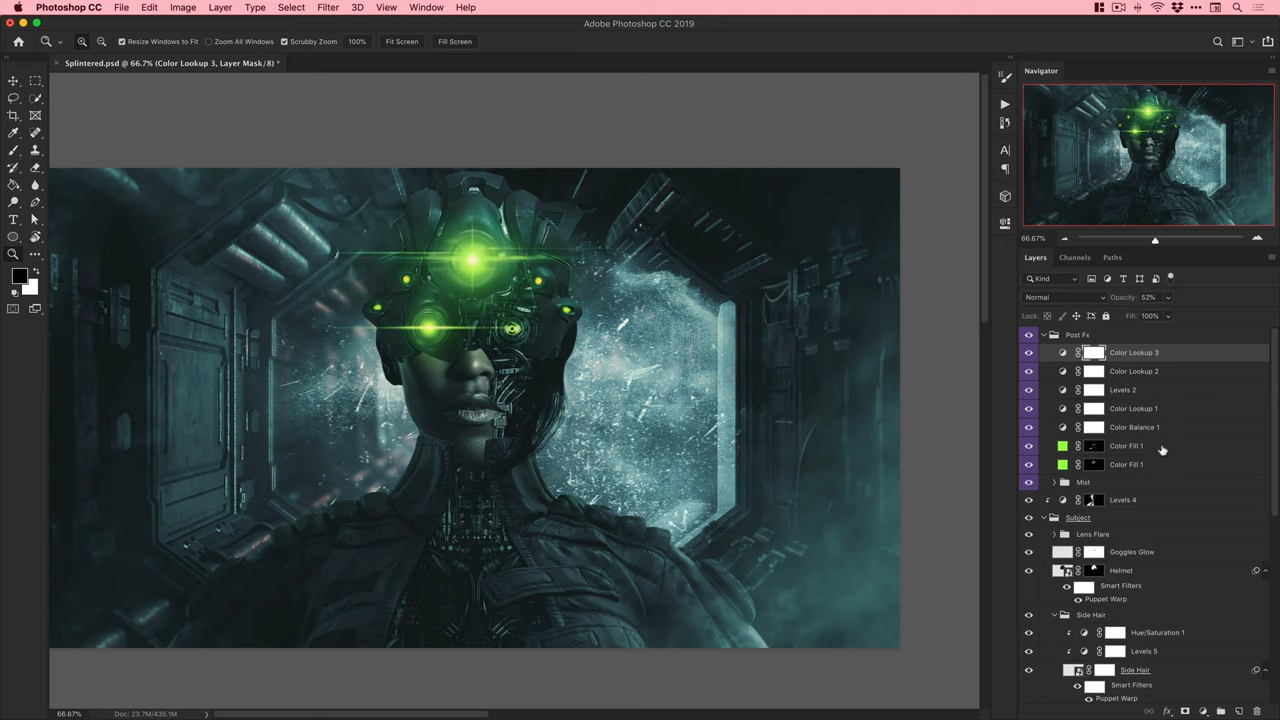 Photoshop CC File Edit Image Layer Type Select Filter 3D View Window Help
Adobe Photoshop CC 2019
Resize Windows to Fit Zoom All Windows Scrubby Zoom 100% Fit Screen Fill Screen
Splintered.psd @ 66.7% (Color Lookup 3, Layer Mask/8) *
Navigator
66.67%
Layers Channels Paths
Kind
Normal Opacity: 52%
Lock: Fill: 100%
Post Fx
Color Lookup 3
Color Lookup 2
Levels 2
Color Lookup 1
Color Balance 1
Color Fill 1
Color Fill 1
Mist
Levels 4
Subject
Lens Flare
Goggles Glow
Helmet
Smart Filters
Puppet Warp
Side Hair
Hue/Saturation 1
Levels 5
Side Hair
Smart Filters
Puppet Warp
66.67% Doc: 23.7M/435.1M